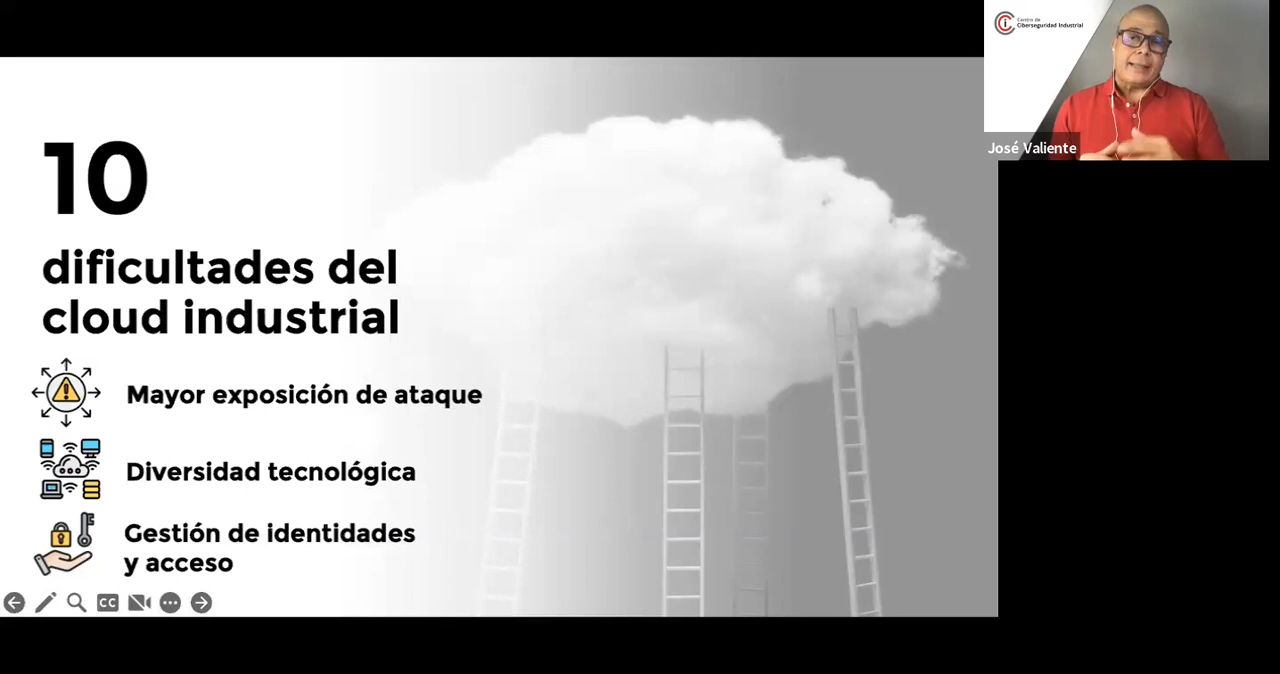 10
dificultades del
cloud industrial
Mayor exposición de ataque
Diversidad tecnológica
Gestión de identidades
y acceso
CC
Centro de
Ciberseguridad Industrial
José Valiente